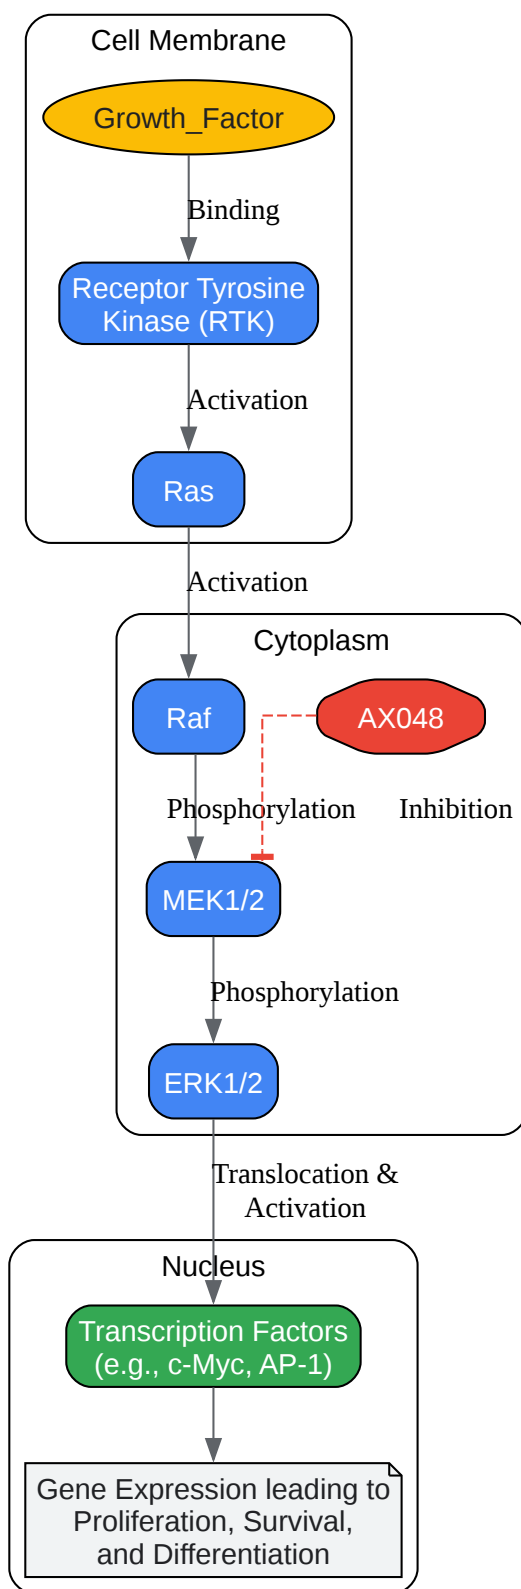 Cell Membrane
Growth_Factor
Binding
Receptor Tyrosine
Kinase (RTK)
Activation
Ras
Activation
Cytoplasm
Raf
AX048
Phosphorylation
Inhibition
MEK1/2
Phosphorylation
ERK1/2
Translocation &
Activation
Nucleus
Transcription Factors
(e.g., c-Myc, AP-1)
Gene Expression leading to
Proliferation, Survival,
and Differentiation